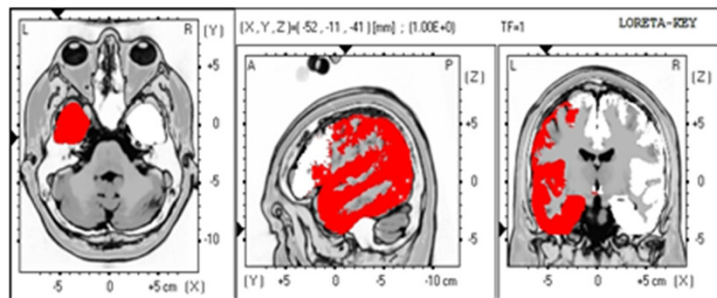 (X, Y, Z)=( -52 , -11 , -41) [mm] ; (1.00E+0) TF=1 LORETA-KEY
L R (Y)
+5
0
-5
-10
-5 0 +5 cm (X)
A P (Z)
+5
0
-5
(Y) +5 0 -5 -10 cm
L R (Z)
+5
0
-5
-5 0 +5 cm (X)